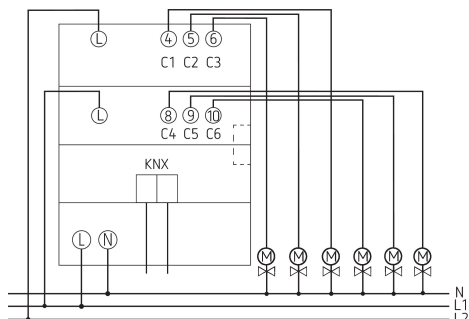 L 4 5 6
C1 C2 C3
L 8 9 10
C4 C5 C6
KNX
L N
M M M M M M
N
L1
L2